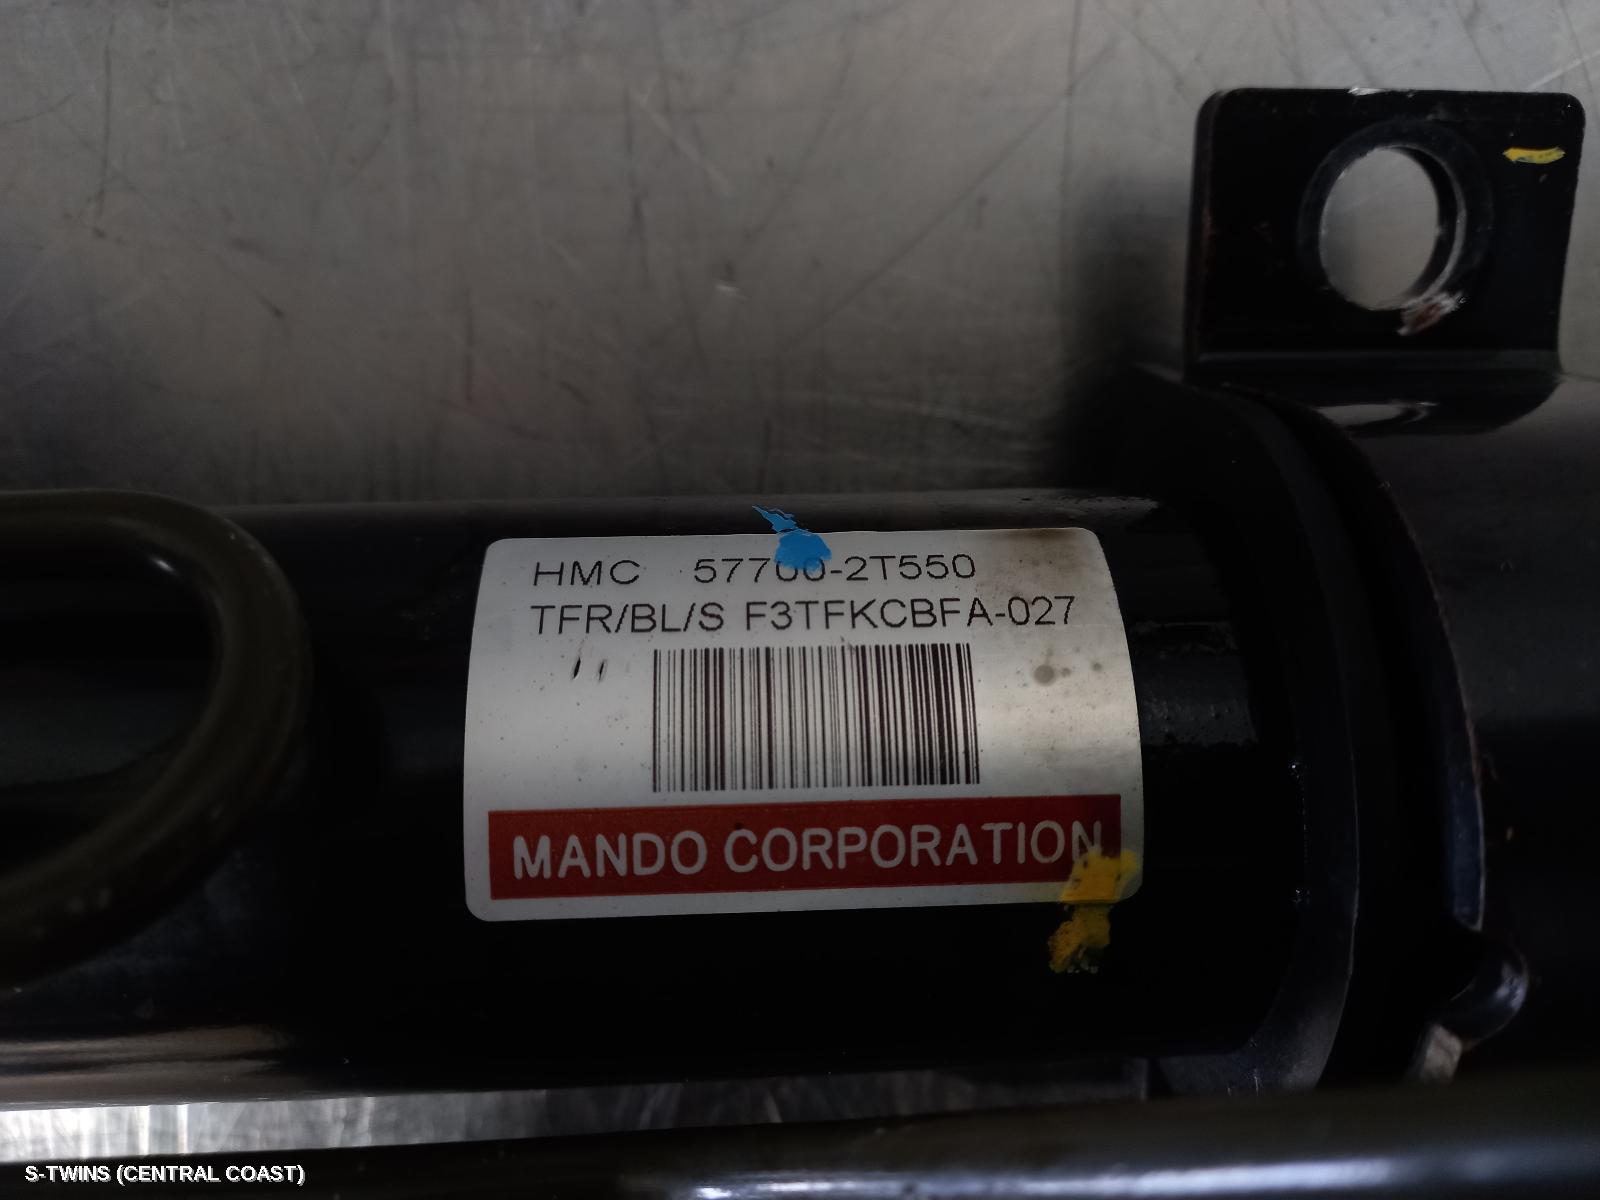 HMC 57700-2T550
TFR/BL/S F3TFKCBFA-027
MANDO CORPORATION
S-TWINS (CENTRAL COAST)